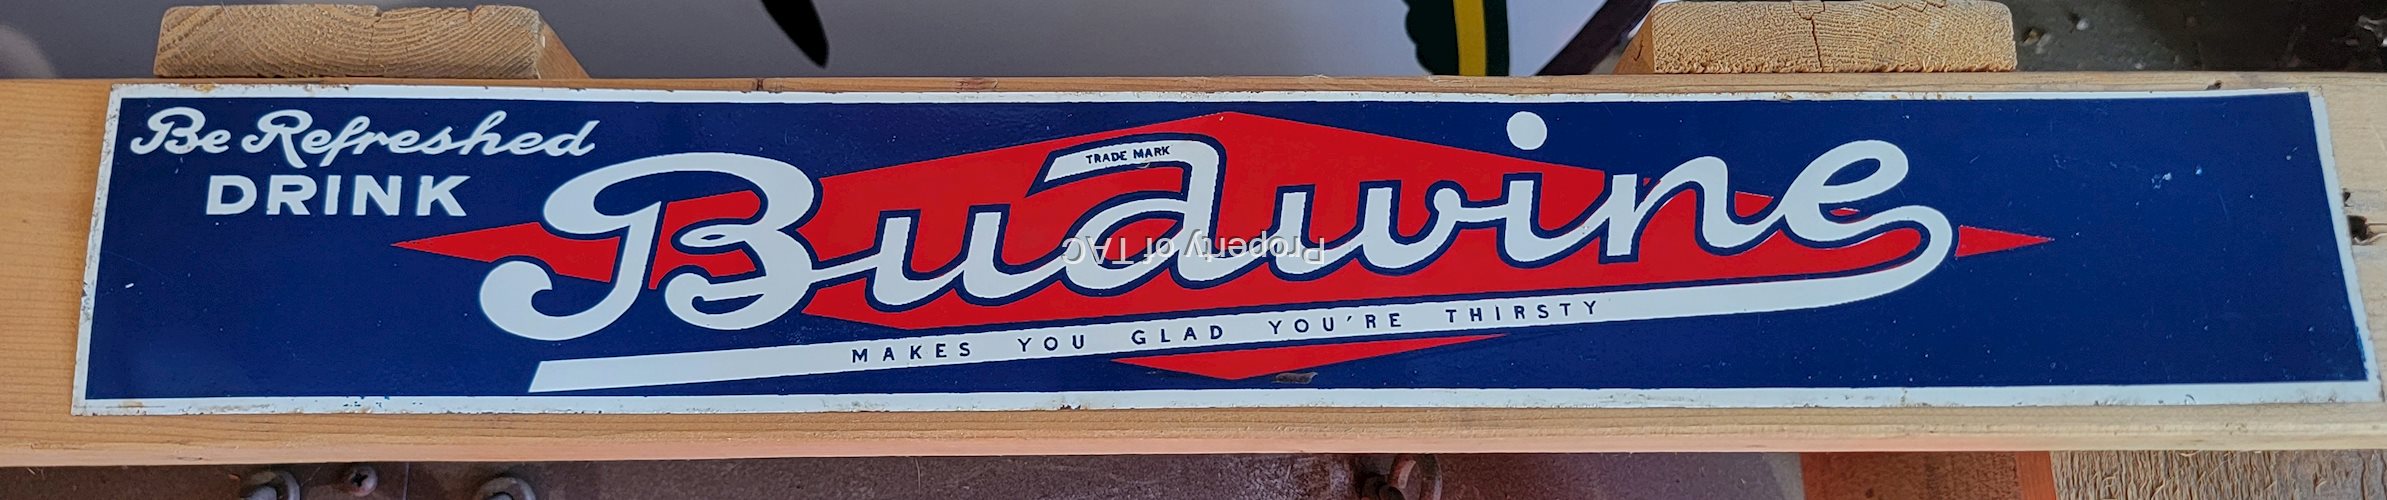 Be Refreshed
DRINK
TRADE MARK
Budwine
MAKES YOU GLAD YOU'RE THIRSTY
Property of TAC